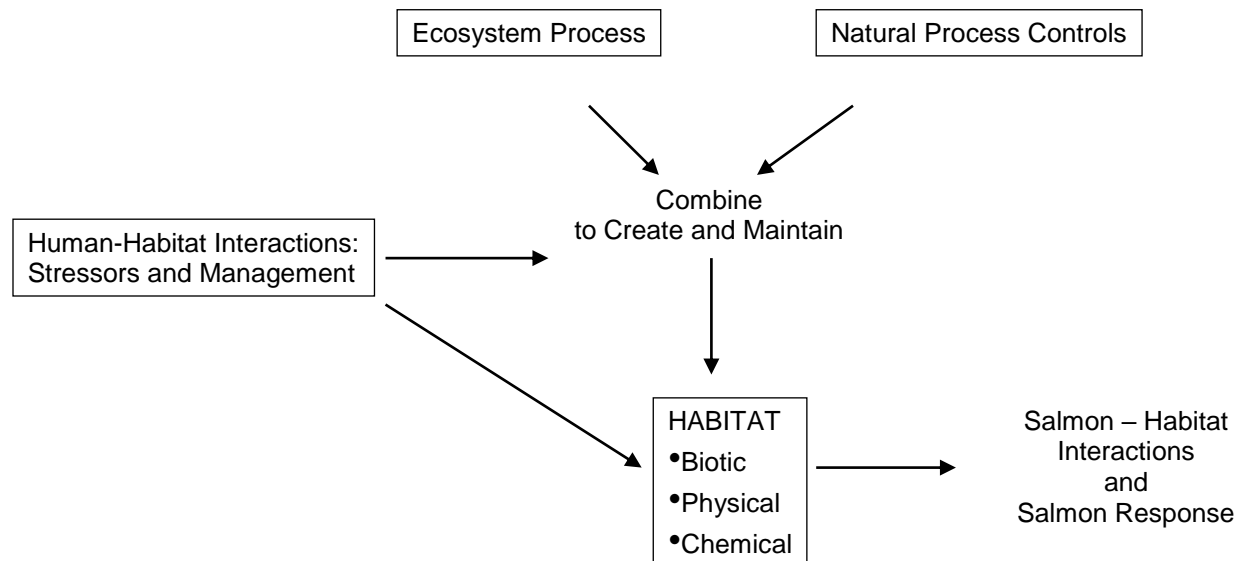 Ecosystem Process
Natural Process Controls
Combine
to Create and Maintain
Human-Habitat Interactions:
Stressors and Management
HABITAT
•Biotic
•Physical
•Chemical
Salmon – Habitat
Interactions
and
Salmon Response